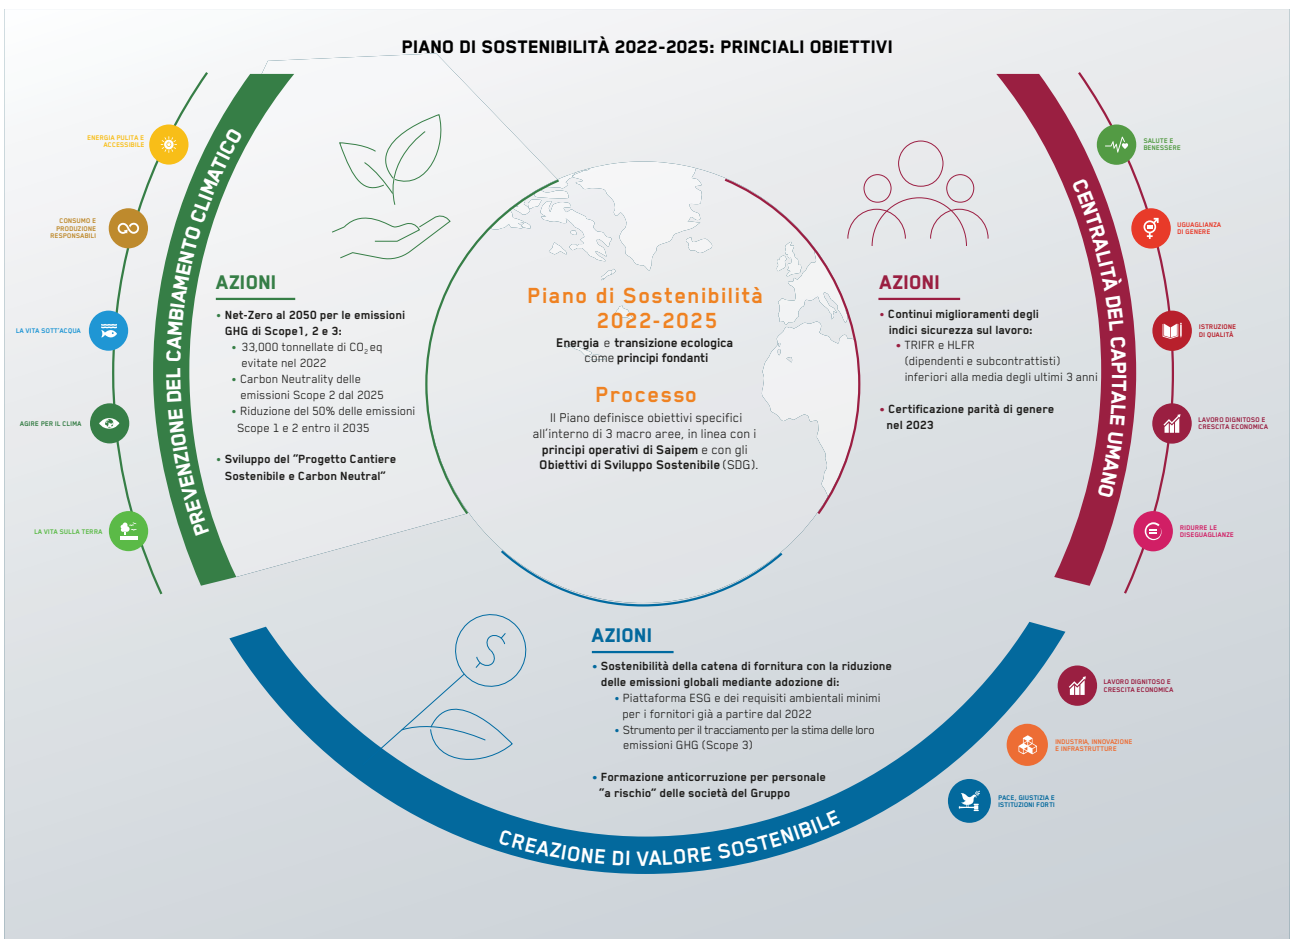 PIANO DI SOSTENIBILITÀ 2022-2025: PRINCIALI OBIETTIVI
ENERGIA PULITA E
ACCESSIBILE
CONSUMO E
PRODUZIONE
RESPONSABILI
LA VITA SOTT'ACQUA
AGIRE PER IL CLIMA
LA VITA SULLA TERRA
PREVENZIONE DEL CAMBIAMENTO CLIMATICO
AZIONI
• Net-Zero al 2050 per le emissioni
GHG di Scope1, 2 e 3:
• 33,000 tonnellate di CO2 eq
evitate nel 2022
• Carbon Neutrality delle
emissioni Scope 2 dal 2025
• Riduzione del 50% delle emissioni
Scope 1 e 2 entro il 2035
• Sviluppo del "Progetto Cantiere
Sostenibile e Carbon Neutral"
Piano di Sostenibilità
2022-2025
Energia e transizione ecologica
come principi fondanti
Processo
Il Piano definisce obiettivi specifici
all'interno di 3 macro aree, in linea con i
principi operativi di Saipem e con gli
Obiettivi di Sviluppo Sostenibile (SDG).
AZIONI
• Continui miglioramenti degli
indici sicurezza sul lavoro:
• TRIFR e HLFR
(dipendenti e subcontrattisti)
inferiori alla media degli ultimi 3 anni
• Certificazione parità di genere
nel 2023
CENTRALITÀ DEL CAPITALE UMANO
SALUTE E
BENESSERE
UGUAGLIANZA
DI GENERE
ISTRUZIONE
DI QUALITÀ
LAVORO DIGNITOSO E
CRESCITA ECONOMICA
RIDURRE LE
DISEGUAGLIANZE
AZIONI
• Sostenibilità della catena di fornitura con la riduzione
delle emissioni globali mediante adozione di:
• Piattaforma ESG e dei requisiti ambientali minimi
per i fornitori già a partire dal 2022
• Strumento per il tracciamento per la stima delle loro
emissioni GHG (Scope 3)
• Formazione anticorruzione per personale
"a rischio" delle società del Gruppo
CREAZIONE DI VALORE SOSTENIBILE
LAVORO DIGNITOSO E
CRESCITA ECONOMICA
INDUSTRIA, INNOVAZIONE
E INFRASTRUTTURE
PACE, GIUSTIZIA E
ISTITUZIONI FORTI